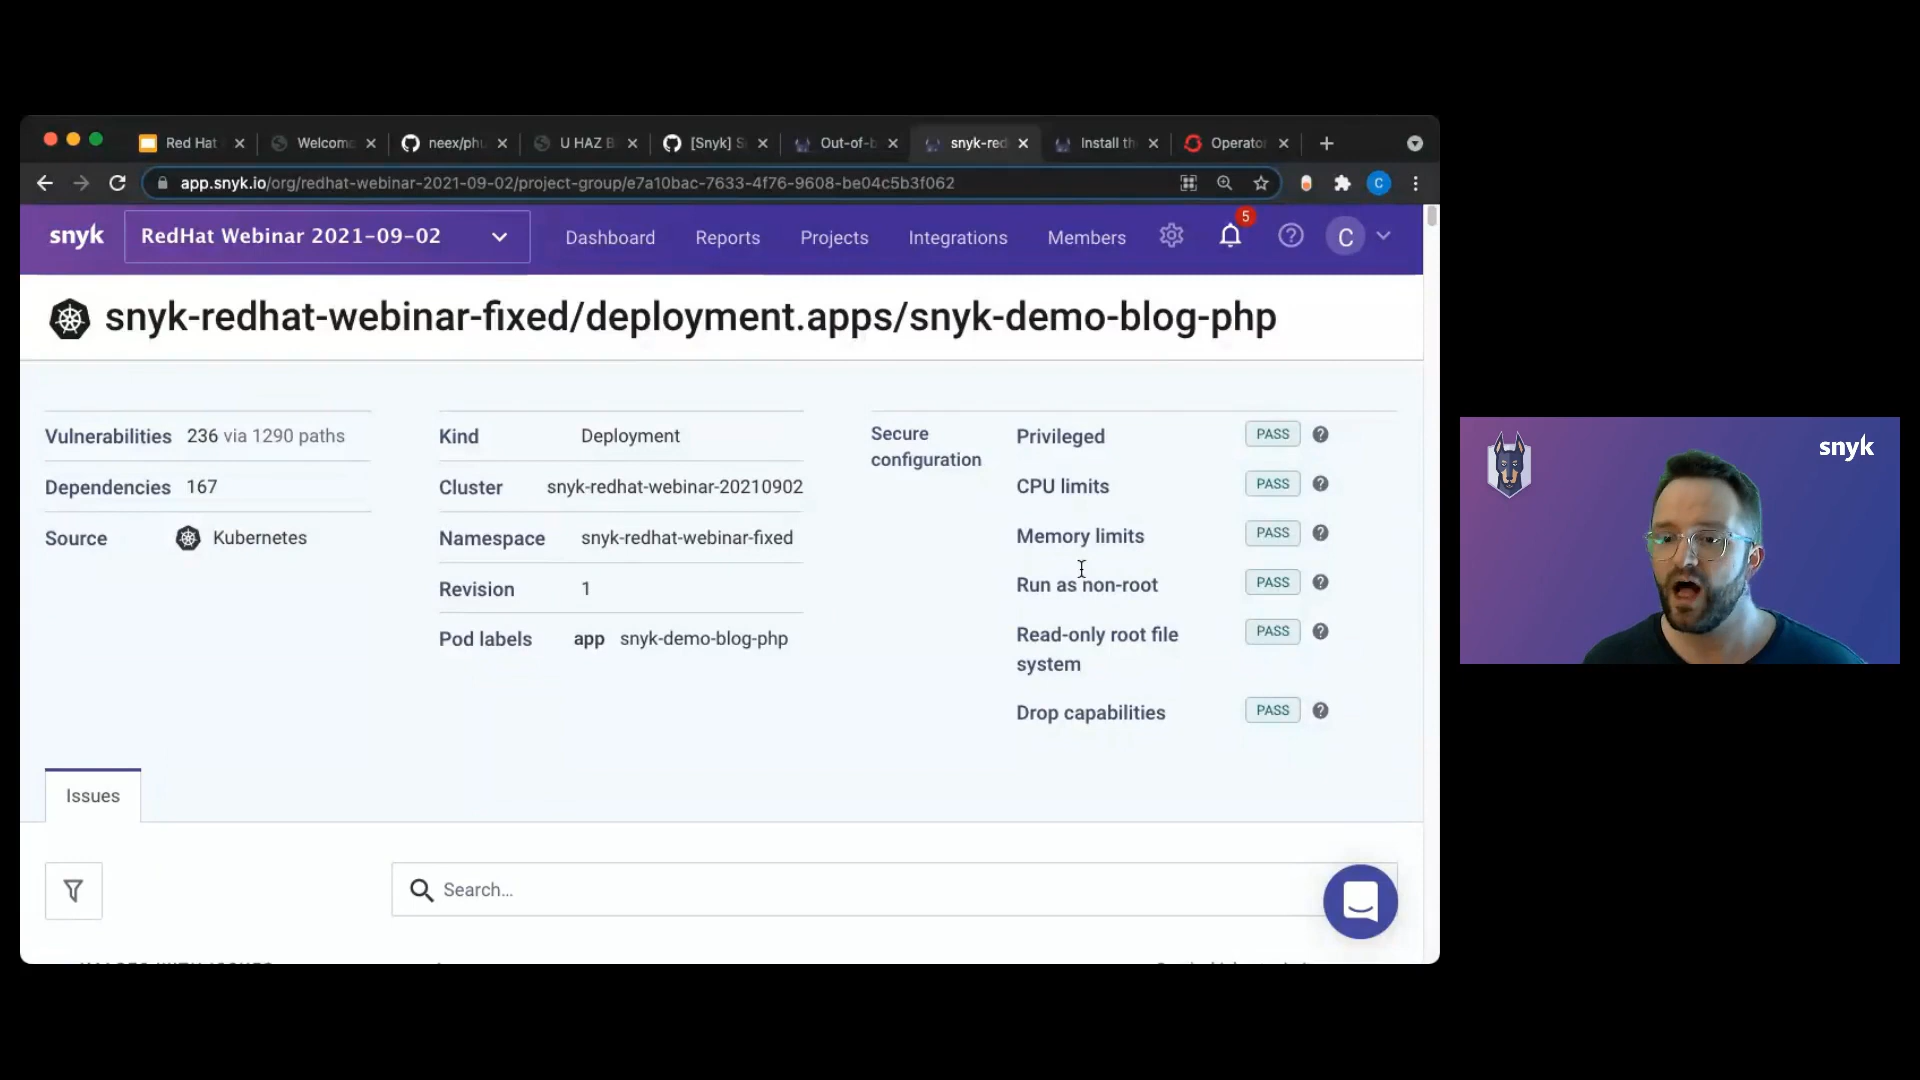 Red Hat
Welcom
neex/phu
U HAZ B
[Snyk] S
Out-of-b
snyk-red
Install th
Operato
app.snyk.io/org/redhat-webinar-2021-09-02/project-group/e7a10bac-7633-4f76-9608-be04c5b3f062
C
snyk
RedHat Webinar 2021-09-02
Dashboard
Reports
Projects
Integrations
Members
5
C
snyk-redhat-webinar-fixed/deployment.apps/snyk-demo-blog-php
Vulnerabilities 236 via 1290 paths
Dependencies 167
Source Kubernetes
Kind Deployment
Cluster snyk-redhat-webinar-20210902
Namespace snyk-redhat-webinar-fixed
Revision 1
Pod labels app snyk-demo-blog-php
Secure
configuration
Privileged PASS
CPU limits PASS
Memory limits PASS
Run as non-root PASS
Read-only root file PASS
system
Drop capabilities PASS
Issues
Search...
snyk